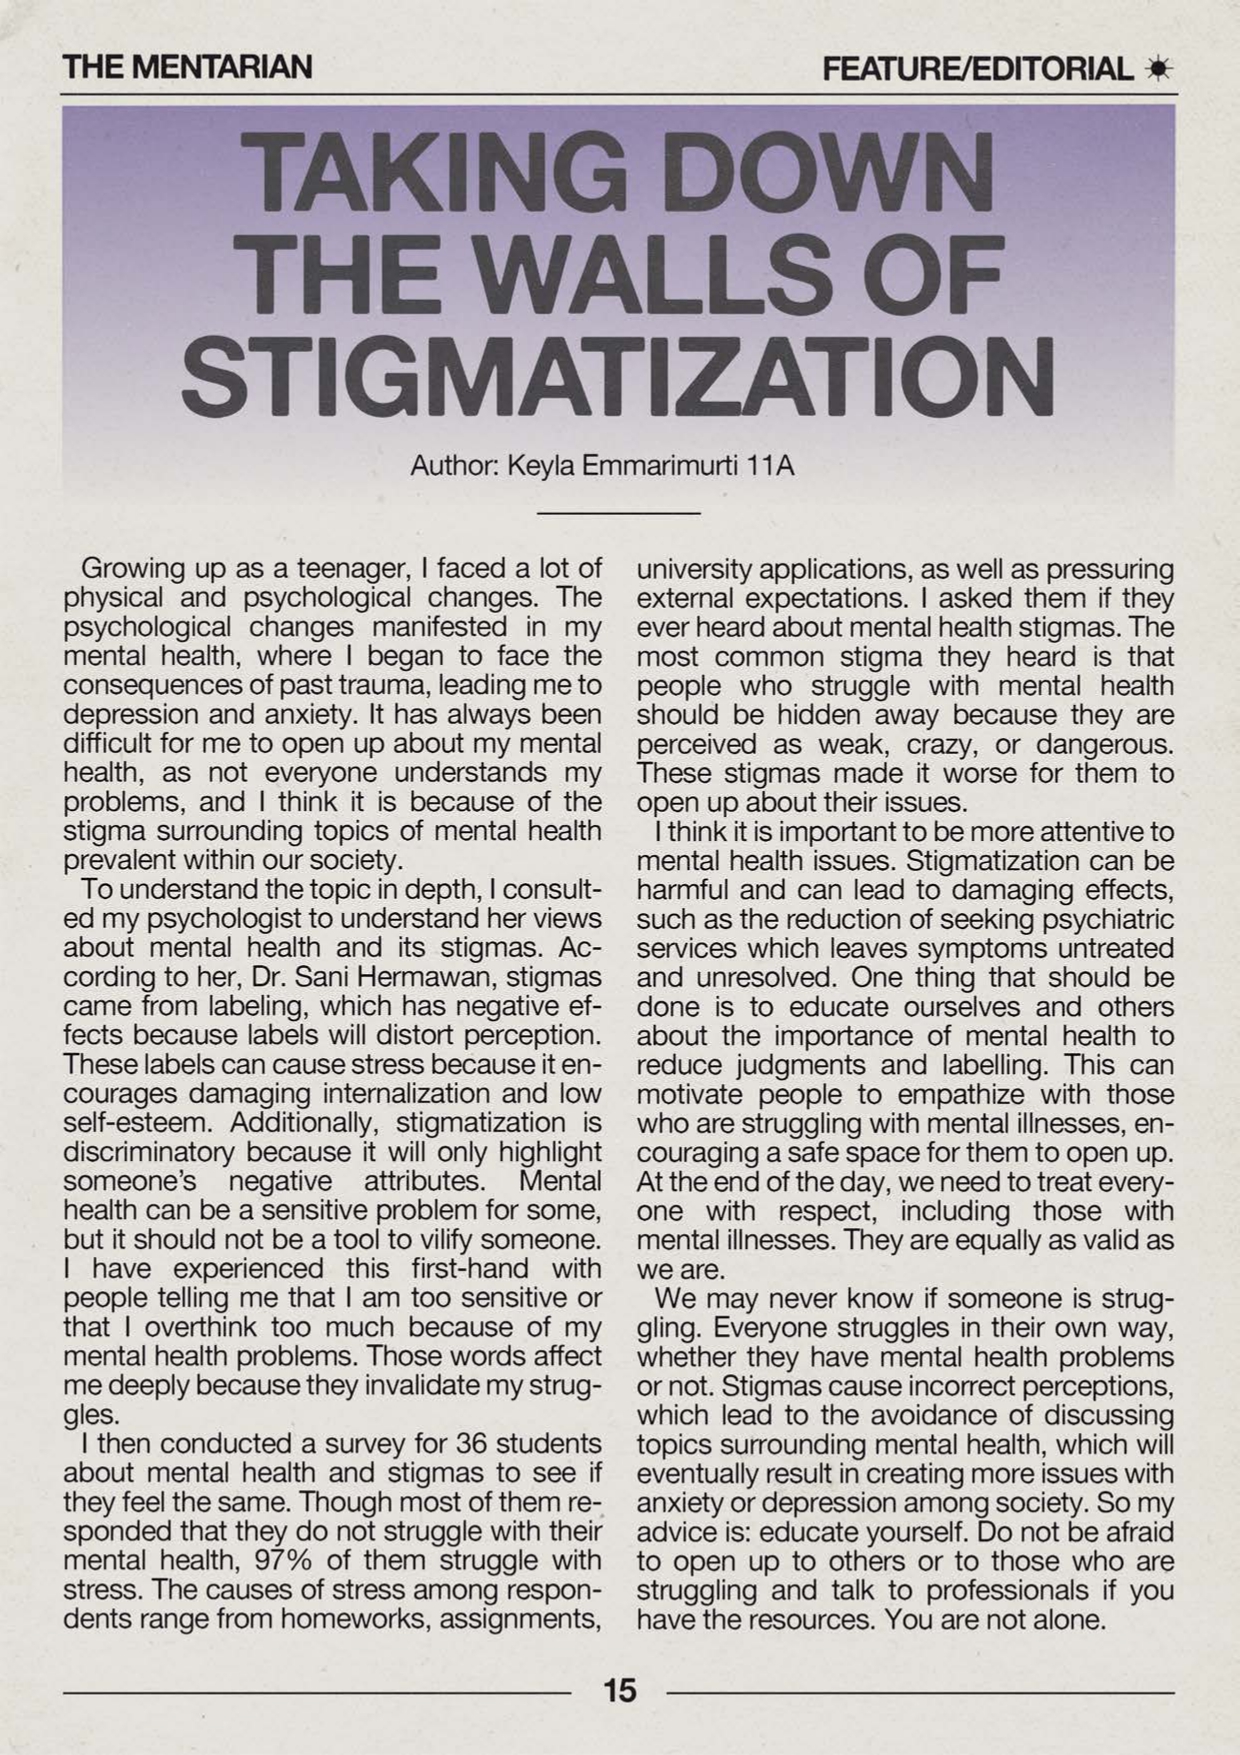 THE MENTARIAN
FEATURE/EDITORIAL
TAKING DOWN
THE WALLS OF
STIGMATIZATION
Author: Keyla Emmarimurti 11A
Growing up as a teenager, I faced a lot of
physical and psychological changes. The
psychological changes manifested in my
mental health, where I began to face the
consequences of past trauma, leading me to
depression and anxiety. It has always been
difficult for me to open up about my mental
health, as not everyone understands my
problems, and I think it is because of the
stigma surrounding topics of mental health
prevalent within our society.
To understand the topic in depth, I consult-
ed my psychologist to understand her views
about mental health and its stigmas. Ac-
cording to her, Dr. Sani Hermawan, stigmas
came from labeling, which has negative ef-
fects because labels will distort perception.
These labels can cause stress because it en-
courages damaging internalization and low
self-esteem. Additionally, stigmatization is
discriminatory because it will only highlight
someone's negative attributes. Mental
health can be a sensitive problem for some,
but it should not be a tool to vilify someone.
I have experienced this first-hand with
people telling me that I am too sensitive or
that I overthink too much because of my
mental health problems. Those words affect
me deeply because they invalidate my strug-
gles.
I then conducted a survey for 36 students
about mental health and stigmas to see if
they feel the same. Though most of them re-
sponded that they do not struggle with their
mental health, 97% of them struggle with
stress. The causes of stress among respon-
dents range from homeworks, assignments,
university applications, as well as pressuring
external expectations. I asked them if they
ever heard about mental health stigmas. The
most common stigma they heard is that
people who struggle with mental health
should be hidden away because they are
perceived as weak, crazy, or dangerous.
These stigmas made it worse for them to
open up about their issues.
I think it is important to be more attentive to
mental health issues. Stigmatization can be
harmful and can lead to damaging effects,
such as the reduction of seeking psychiatric
services which leaves symptoms untreated
and unresolved. One thing that should be
done is to educate ourselves and others
about the importance of mental health to
reduce judgments and labelling. This can
motivate people to empathize with those
who are struggling with mental illnesses, en-
couraging a safe space for them to open up.
At the end of the day, we need to treat every-
one with respect, including those with
mental illnesses. They are equally as valid as
we are.
We may never know if someone is strug-
gling. Everyone struggles in their own way,
whether they have mental health problems
or not. Stigmas cause incorrect perceptions,
which lead to the avoidance of discussing
topics surrounding mental health, which will
eventually result in creating more issues with
anxiety or depression among society. So my
advice is: educate yourself. Do not be afraid
to open up to others or to those who are
struggling and talk to professionals if you
have the resources. You are not alone.
15